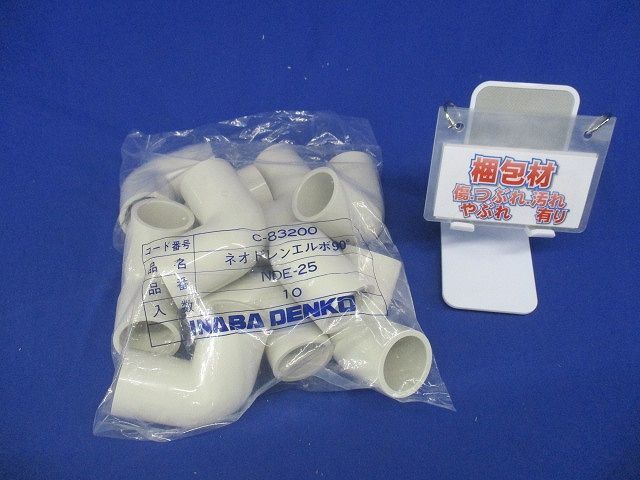 コード番号 C-83200
品名 ネオドレンエルボ90°
品番 NDE-25
入数 10
INABA DENKO
梱包材
傷・つぶれ・汚れ
やぶれ 有り